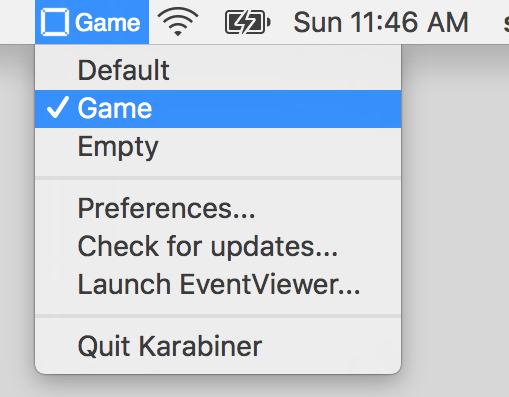 Game Sun 11:46 AM
Default
Game
Empty
Preferences...
Check for updates...
Launch EventViewer...
Quit Karabiner